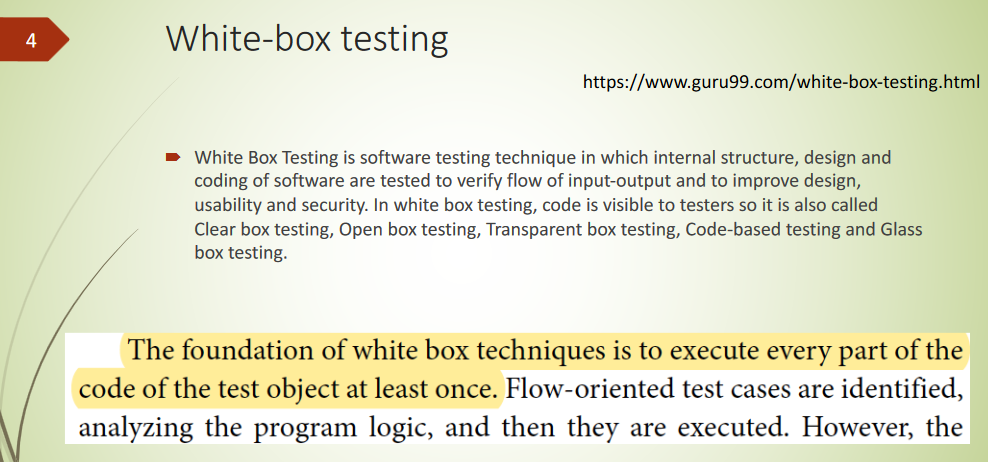 4
White-box testing
https://www.guru99.com/white-box-testing.html
White Box Testing is software testing technique in which internal structure, design and
coding of software are tested to verify flow of input-output and to improve design,
usability and security. In white box testing, code is visible to testers so it is also called
Clear box testing, Open box testing, Transparent box testing, Code-based testing and Glass
box testing.
The foundation of white box techniques is to execute every part of the
code of the test object at least once. Flow-oriented test cases are identified,
analyzing the program logic, and then they are executed. However, the